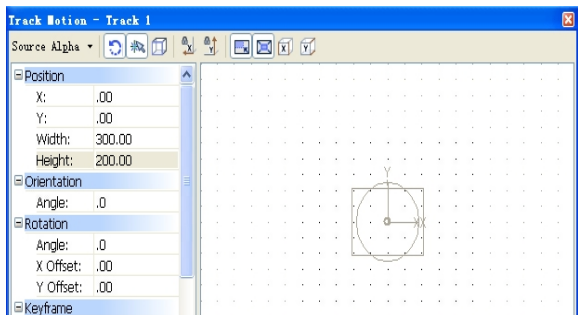 Track Motion - Track 1
Source Alpha
Position
X: .00
Y: .00
Width: 300.00
Height: 200.00
Orientation
Angle: .0
Rotation
Angle: .0
X Offset: .00
Y Offset: .00
Keyframe
Y
X